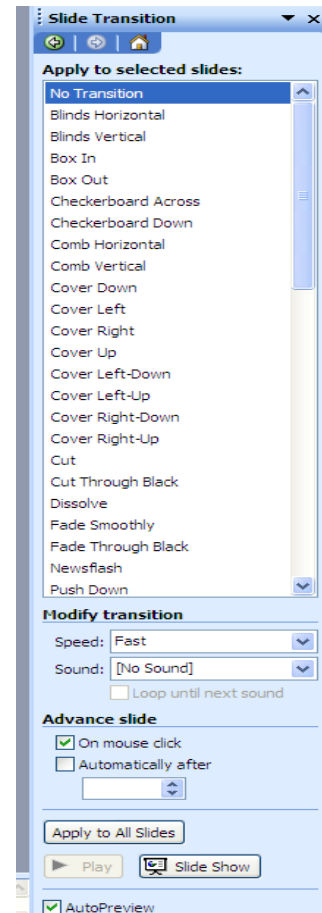 Slide Transition
Apply to selected slides:
No Transition
Blinds Horizontal
Blinds Vertical
Box In
Box Out
Checkerboard Across
Checkerboard Down
Comb Horizontal
Comb Vertical
Cover Down
Cover Left
Cover Right
Cover Up
Cover Left-Down
Cover Left-Up
Cover Right-Down
Cover Right-Up
Cut
Cut Through Black
Dissolve
Fade Smoothly
Fade Through Black
Newsflash
Push Down
Modify transition
Speed: Fast
Sound: [No Sound]
Loop until next sound
Advance slide
On mouse click
Automatically after
Apply to All Slides
Play Slide Show
AutoPreview